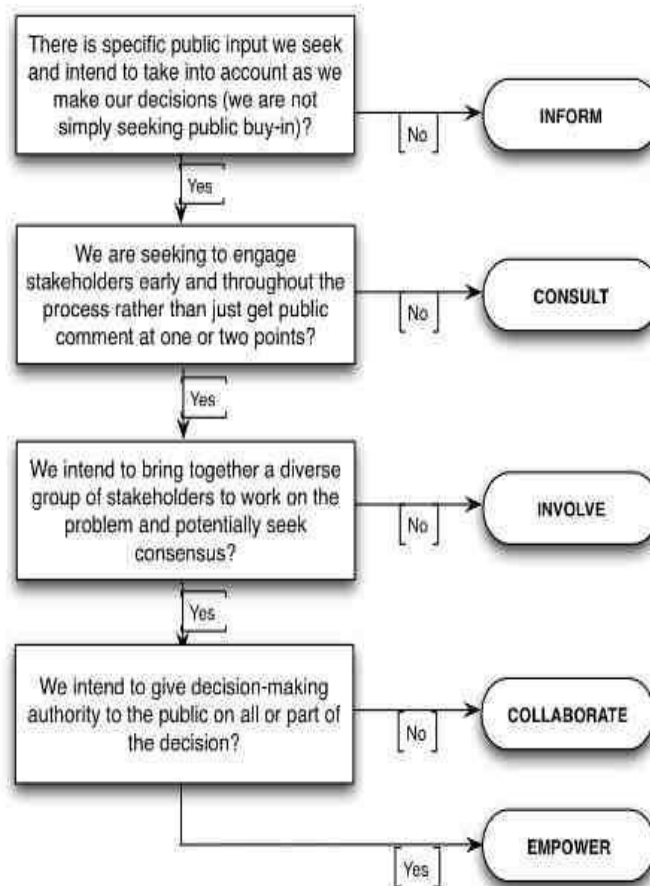 There is specific public input we seek
and intend to take into account as we
make our decisions (we are not
simply seeking public buy-in)?
No
INFORM
Yes
We are seeking to engage
stakeholders early and throughout the
process rather than just get public
comment at one or two points?
No
CONSULT
Yes
We intend to bring together a diverse
group of stakeholders to work on the
problem and potentially seek
consensus?
No
INVOLVE
Yes
We intend to give decision-making
authority to the public on all or part of
the decision?
No
COLLABORATE
Yes
EMPOWER